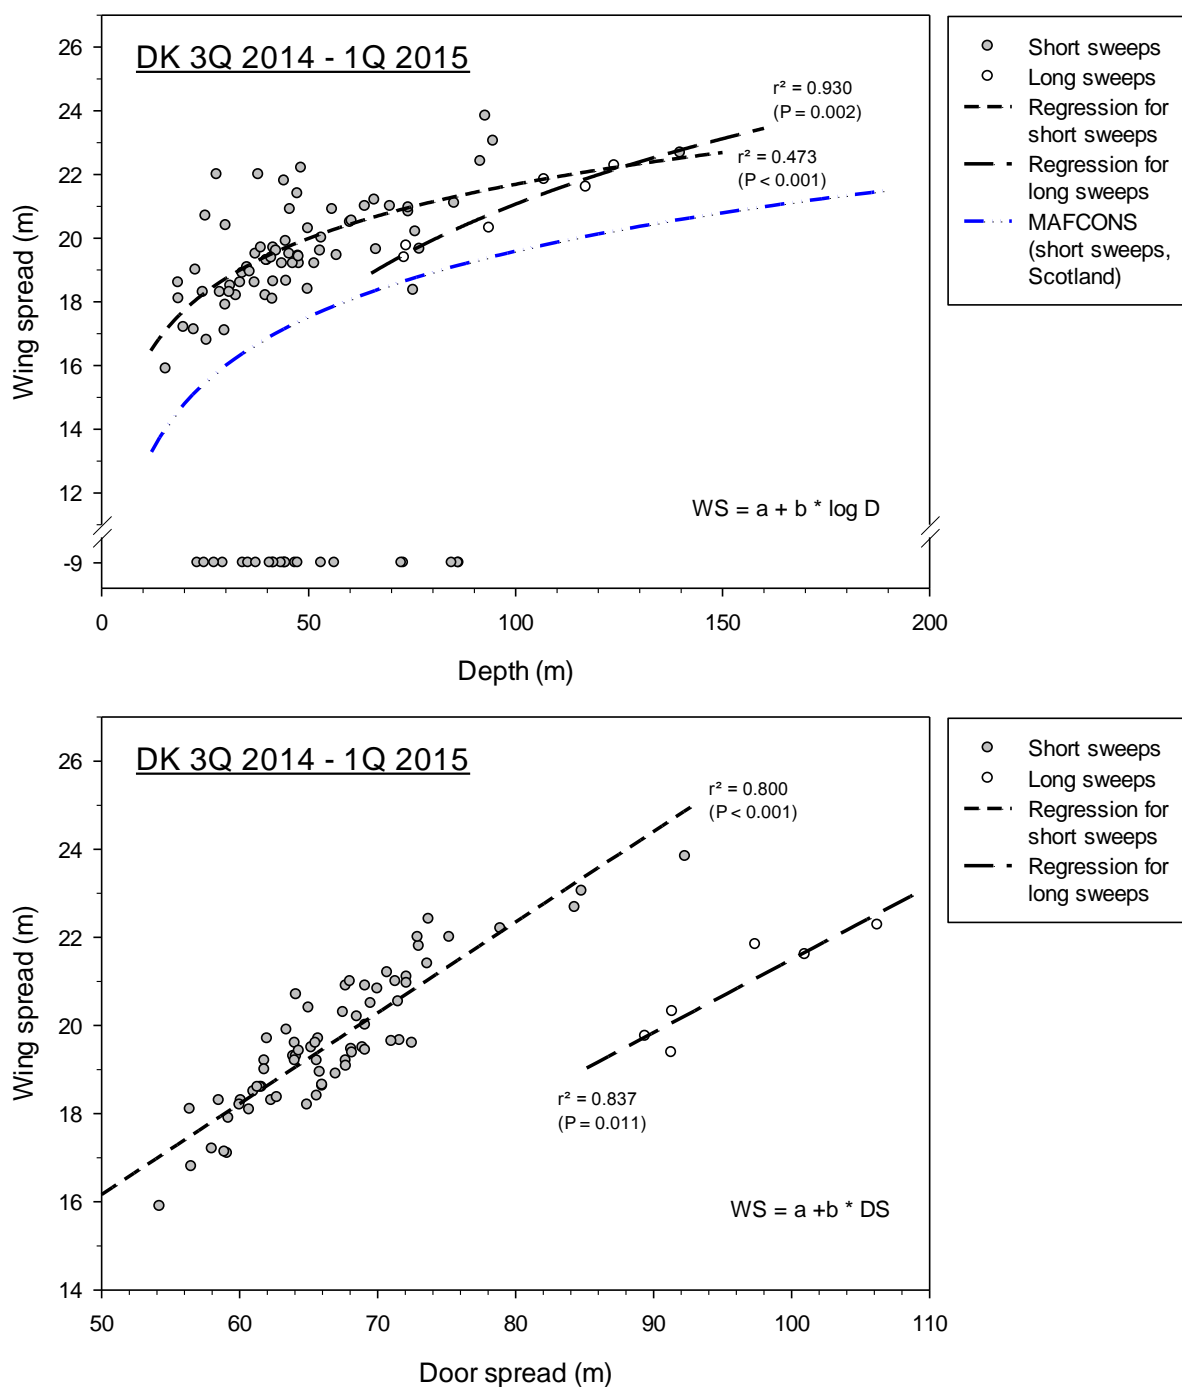 DK 3Q 2014 - 1Q 2015
r² = 0.930
(P = 0.002)
r² = 0.473
(P < 0.001)
WS = a + b * log D
Wing spread (m)
26
24
22
20
18
16
14
12
-9
0
50
100
150
200
Depth (m)
Short sweeps
Long sweeps
Regression for
short sweeps
Regression for
long sweeps
MAFCONS
(short sweeps,
Scotland)
DK 3Q 2014 - 1Q 2015
r² = 0.800
(P < 0.001)
r² = 0.837
(P = 0.011)
WS = a +b * DS
Wing spread (m)
26
24
22
20
18
16
14
50
60
70
80
90
100
110
Door spread (m)
Short sweeps
Long sweeps
Regression for
short sweeps
Regression for
long sweeps